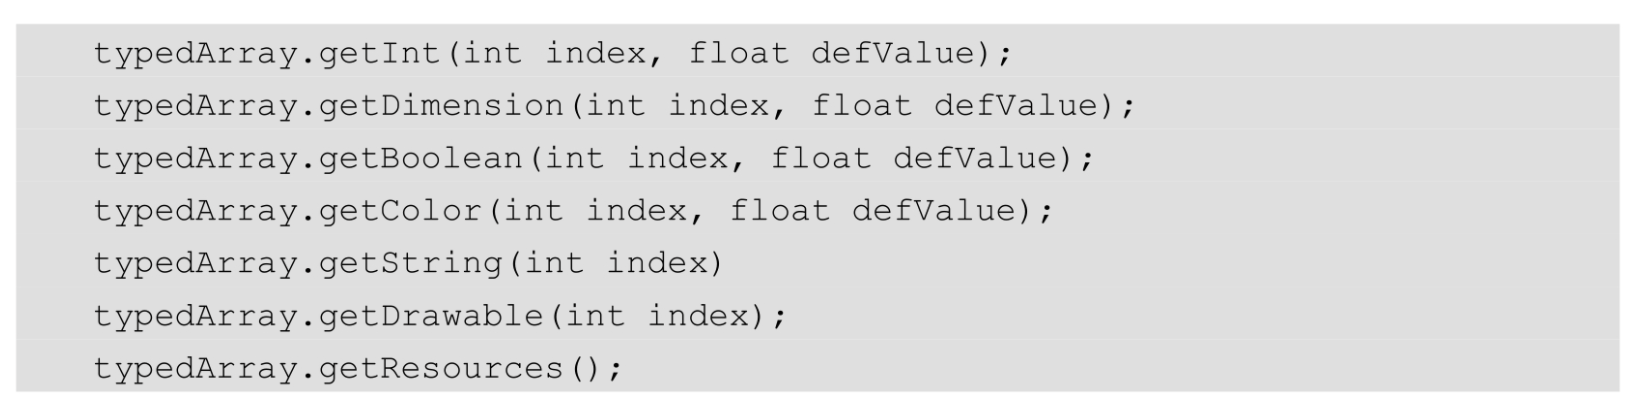 typedArray.getInt(int index, float defValue);
typedArray.getDimension(int index, float defValue);
typedArray.getBoolean(int index, float defValue);
typedArray.getColor(int index, float defValue);
typedArray.getString(int index)
typedArray.getDrawable(int index);
typedArray.getResources();